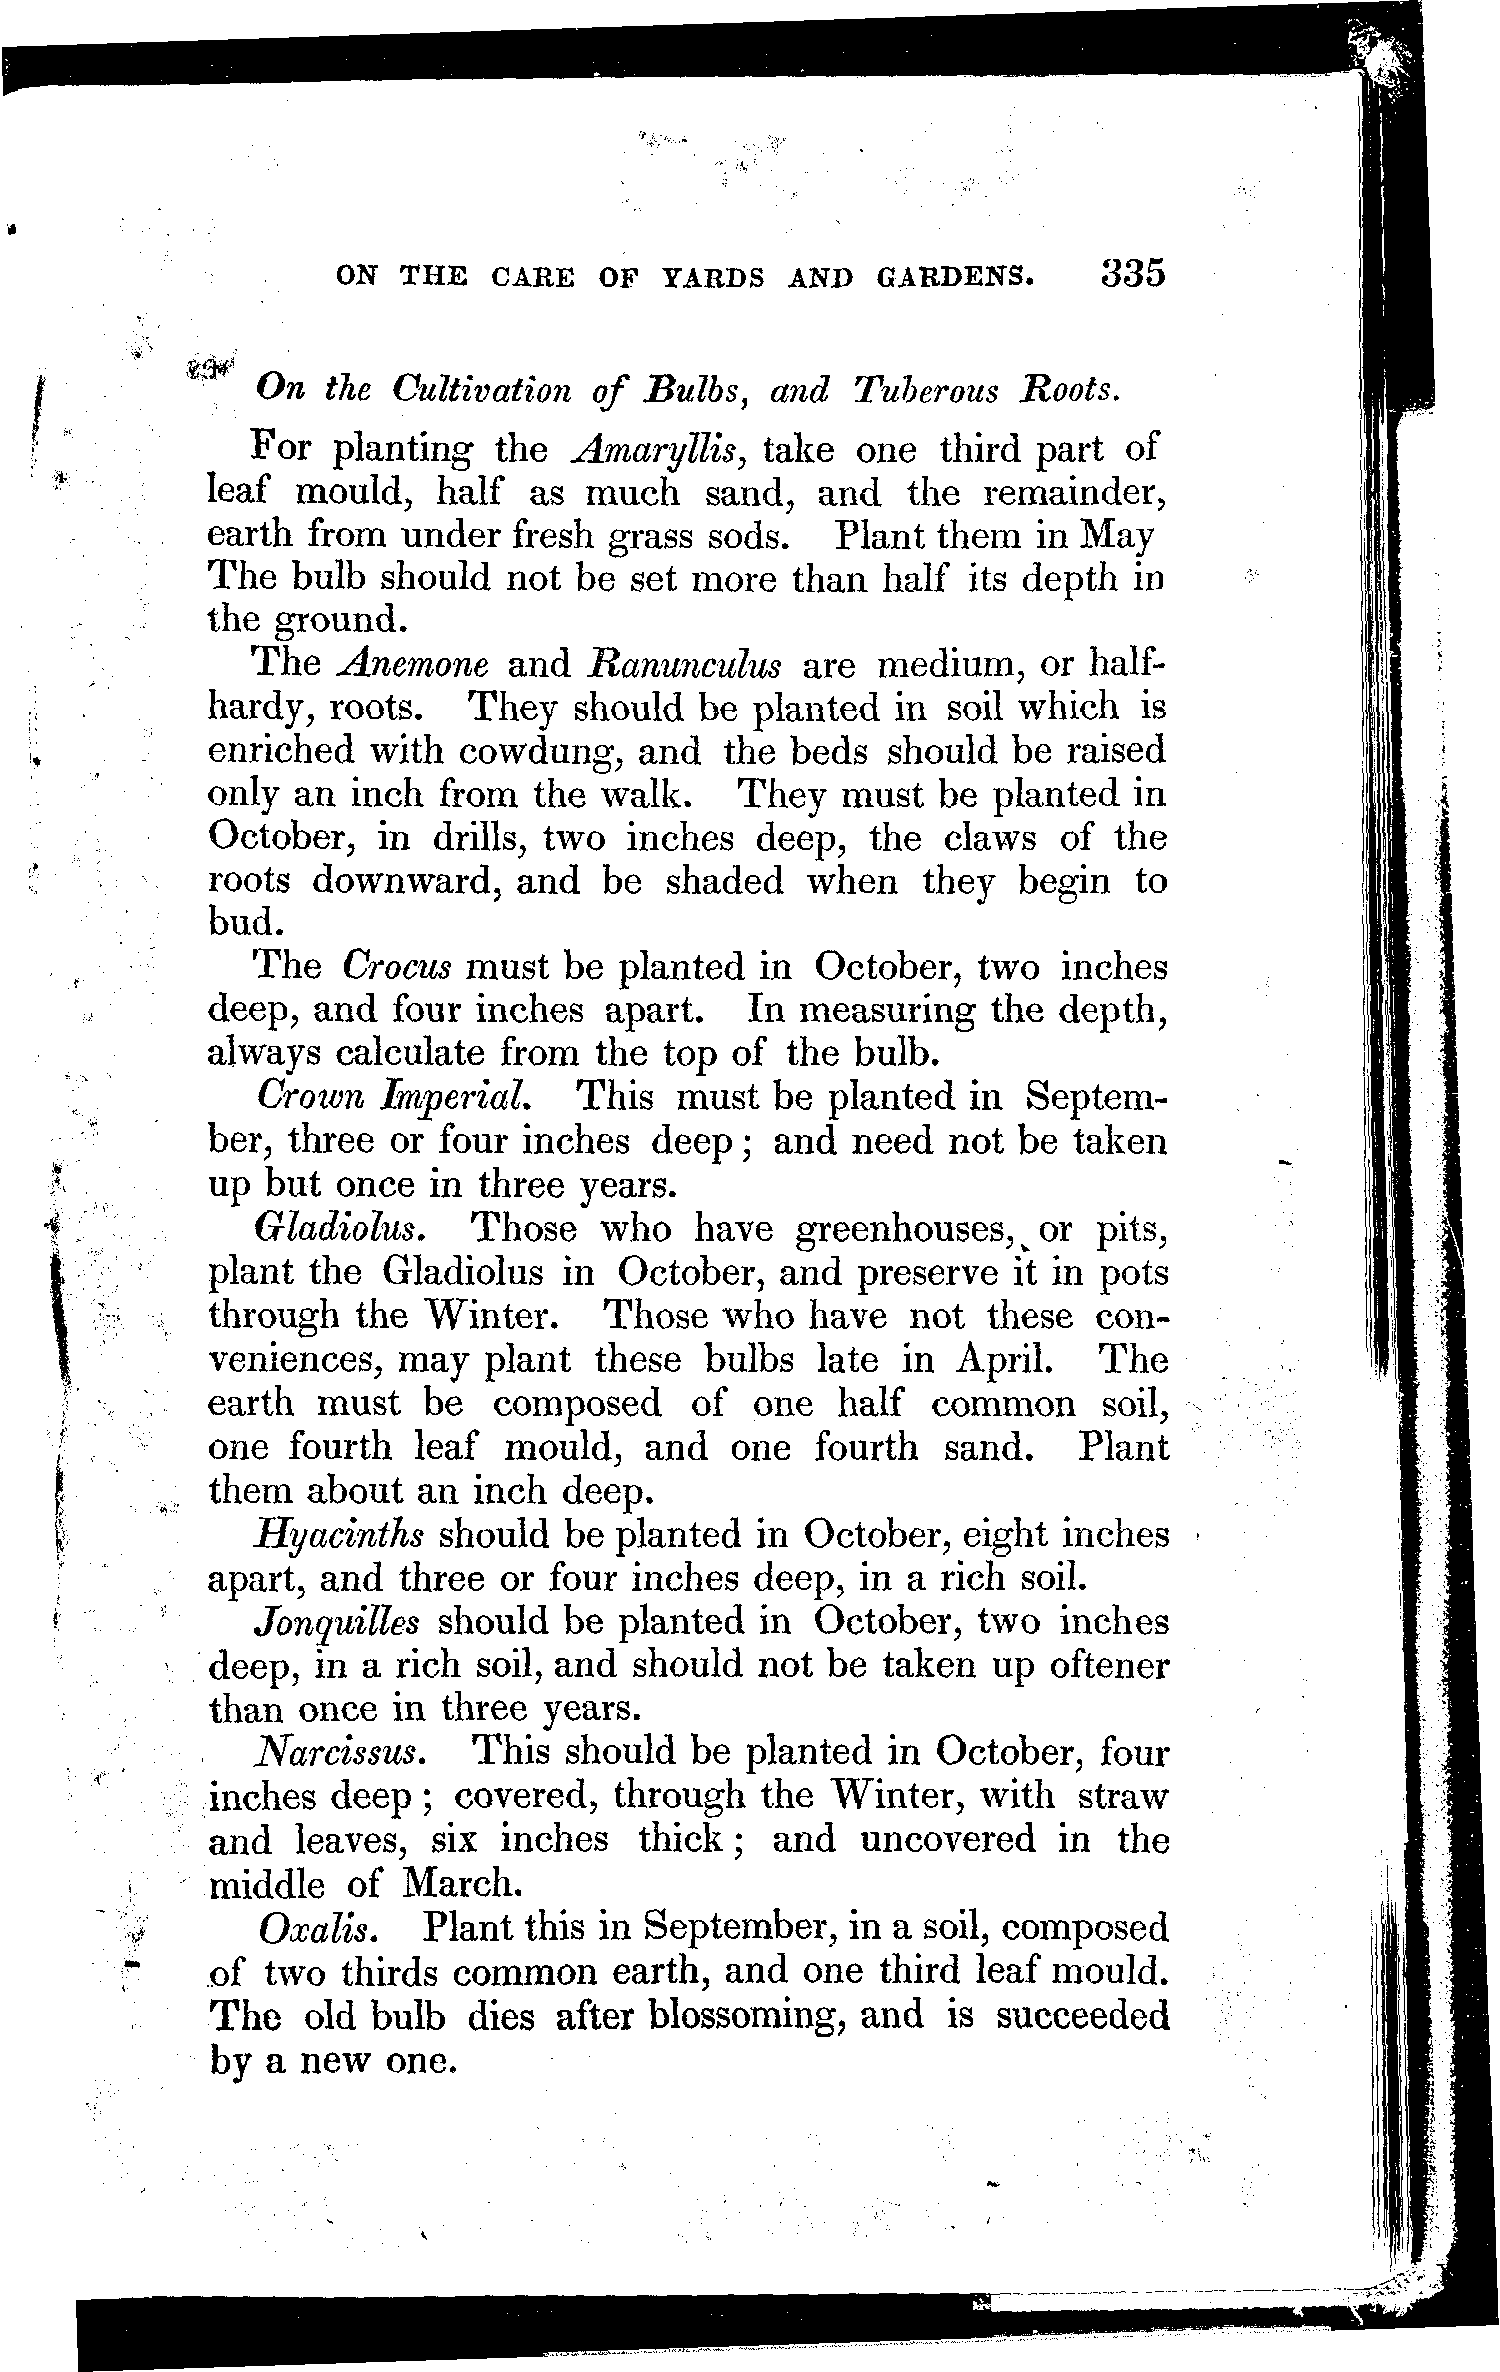 ON THE CARE OF YARDS AND GARDENS. 335
On the Cultivation of Bulbs, and Tuberous Roots.
For planting the Amaryllis, take one third part of
leaf mould, half as much sand, and the remainder,
earth from under fresh grass sods. Plant them in May
The bulb should not be set more than half its depth in
the ground.
The Anemone and Ranunculus are medium, or half-
hardy, roots. They should be planted in soil which is
enriched with cowdung, and the beds should be raised
only an inch from the walk. They must be planted in
October, in drills, two inches deep, the claws of the
roots downward, and be shaded when they begin to
bud.
The Crocus must be planted in October, two inches
deep, and four inches apart. In measuring the depth,
always calculate from the top of the bulb.
Crown Imperial. This must be planted in Septem-
ber, three or four inches deep; and need not be taken
up but once in three years.
Gladiolus. Those who have greenhouses, or pits,
plant the Gladiolus in October, and preserve it in pots
through the Winter. Those who have not these con-
veniences, may plant these bulbs late in April. The
earth must be composed of one half common soil,
one fourth leaf mould, and one fourth sand. Plant
them about an inch deep.
Hyacinths should be planted in October, eight inches
apart, and three or four inches deep, in a rich soil.
Jonquilles should be planted in October, two inches
deep, in a rich soil, and should not be taken up oftener
than once in three years.
Narcissus. This should be planted in October, four
inches deep; covered, through the Winter, with straw
and leaves, six inches thick; and uncovered in the
middle of March.
Oxalis. Plant this in September, in a soil, composed
of two thirds common earth, and one third leaf mould.
The old bulb dies after blossoming, and is succeeded
by a new one.